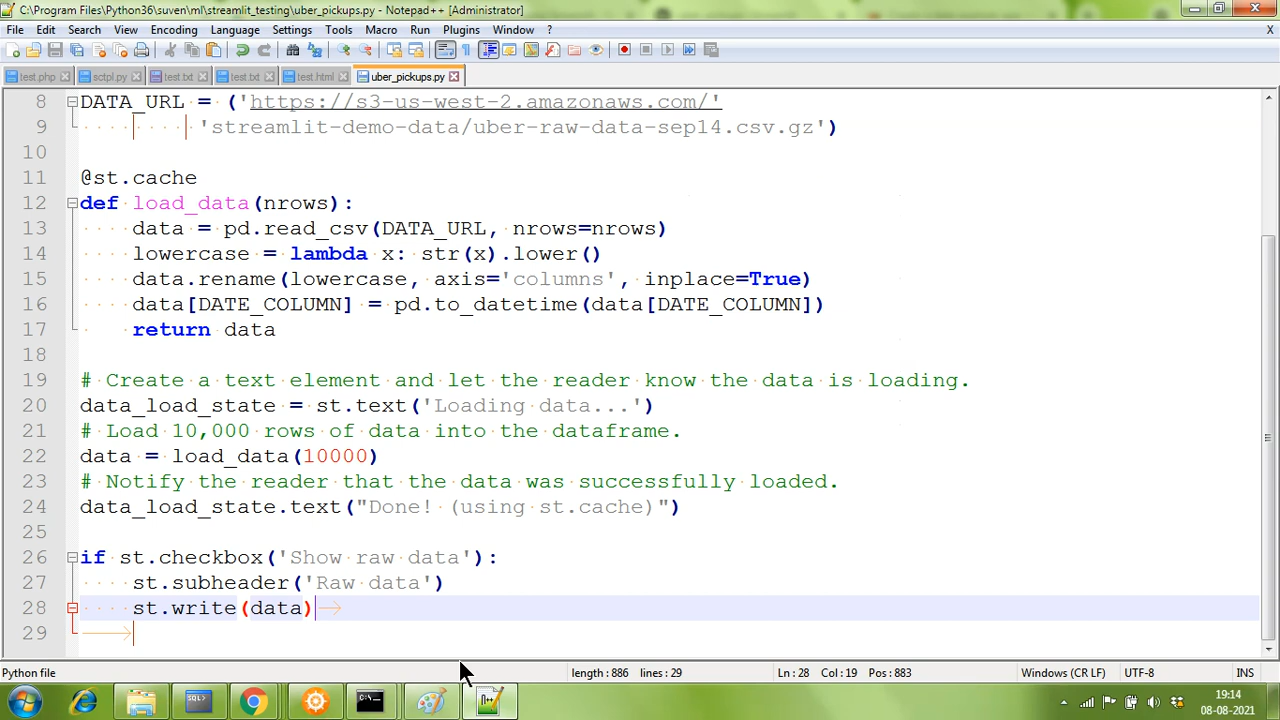 C:\Program Files\Python36\suven\ml\streamlit_testing\uber_pickups.py - Notepad++ [Administrator]
File Edit Search View Encoding Language Settings Tools Macro Run Plugins Window ? X
test.php sctpl.py test.txt test.txt test.html uber_pickups.py
8 DATA_URL = ('https://s3-us-west-2.amazonaws.com/'
9 'streamlit-demo-data/uber-raw-data-sep14.csv.gz')
10
11 @st.cache
12 def load_data(nrows):
13 data = pd.read_csv(DATA_URL, nrows=nrows)
14 lowercase = lambda x: str(x).lower()
15 data.rename(lowercase, axis='columns', inplace=True)
16 data[DATE_COLUMN] = pd.to_datetime(data[DATE_COLUMN])
17 return data
18
19 # Create a text element and let the reader know the data is loading.
20 data_load_state = st.text('Loading data...')
21 # Load 10,000 rows of data into the dataframe.
22 data = load_data(10000)
23 # Notify the reader that the data was successfully loaded.
24 data_load_state.text("Done! (using st.cache)")
25
26 if st.checkbox('Show raw data'):
27 st.subheader('Raw data')
28 st.write(data)
29
Python file length : 886 lines : 29 Ln : 28 Col : 19 Pos : 883 Windows (CR LF) UTF-8 INS
19:14
08-08-2021